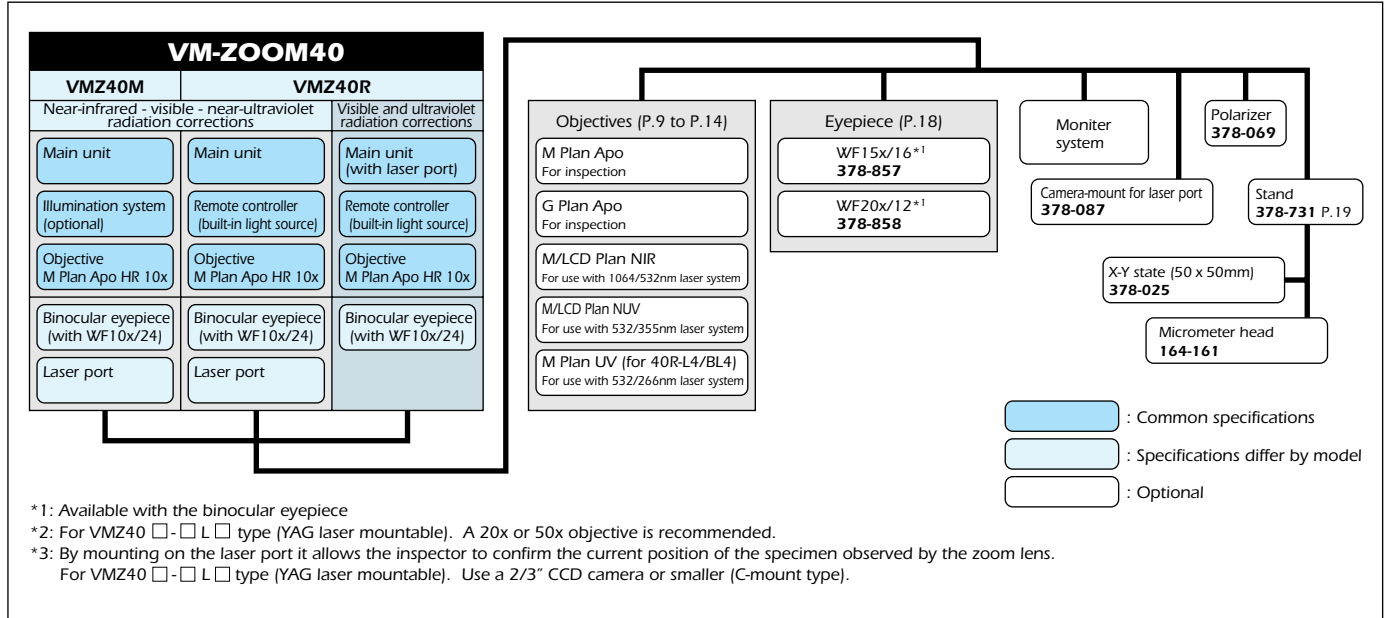 VM-ZOOM40
VMZ40M
VMZ40R
Near-infrared - visible - near-ultraviolet
radiation corrections
Visible and ultraviolet
radiation corrections
Main unit
Illumination system
(optional)
Objective
M Plan Apo HR 10x
Binocular eyepiece
(with WF10x/24)
Laser port
Main unit
Remote controller
(built-in light source)
Objective
M Plan Apo HR 10x
Binocular eyepiece
(with WF10x/24)
Laser port
Main unit
(with laser port)
Remote controller
(built-in light source)
Objective
M Plan Apo HR 10x
Binocular eyepiece
(with WF10x/24)
Objectives (P.9 to P.14)
M Plan Apo
For inspection
G Plan Apo
For inspection
M/LCD Plan NIR
For use with 1064/532nm laser system
M/LCD Plan NUV
For use with 532/355nm laser system
M Plan UV (for 40R-L4/BL4)
For use with 532/266nm laser system
Eyepiece (P.18)
WF15x/16*1
378-857
WF20x/12*1
378-858
Moniter
system
Camera-mount for laser port
378-087
Polarizer
378-069
Stand
378-731 P.19
X-Y state (50 x 50mm)
378-025
Micrometer head
164-161
: Common specifications
: Specifications differ by model
: Optional
*1: Available with the binocular eyepiece
*2: For VMZ40 □-□ L □ type (YAG laser mountable). A 20x or 50x objective is recommended.
*3: By mounting on the laser port it allows the inspector to confirm the current position of the specimen observed by the zoom lens.
For VMZ40 □-□ L □ type (YAG laser mountable). Use a 2/3″ CCD camera or smaller (C-mount type).